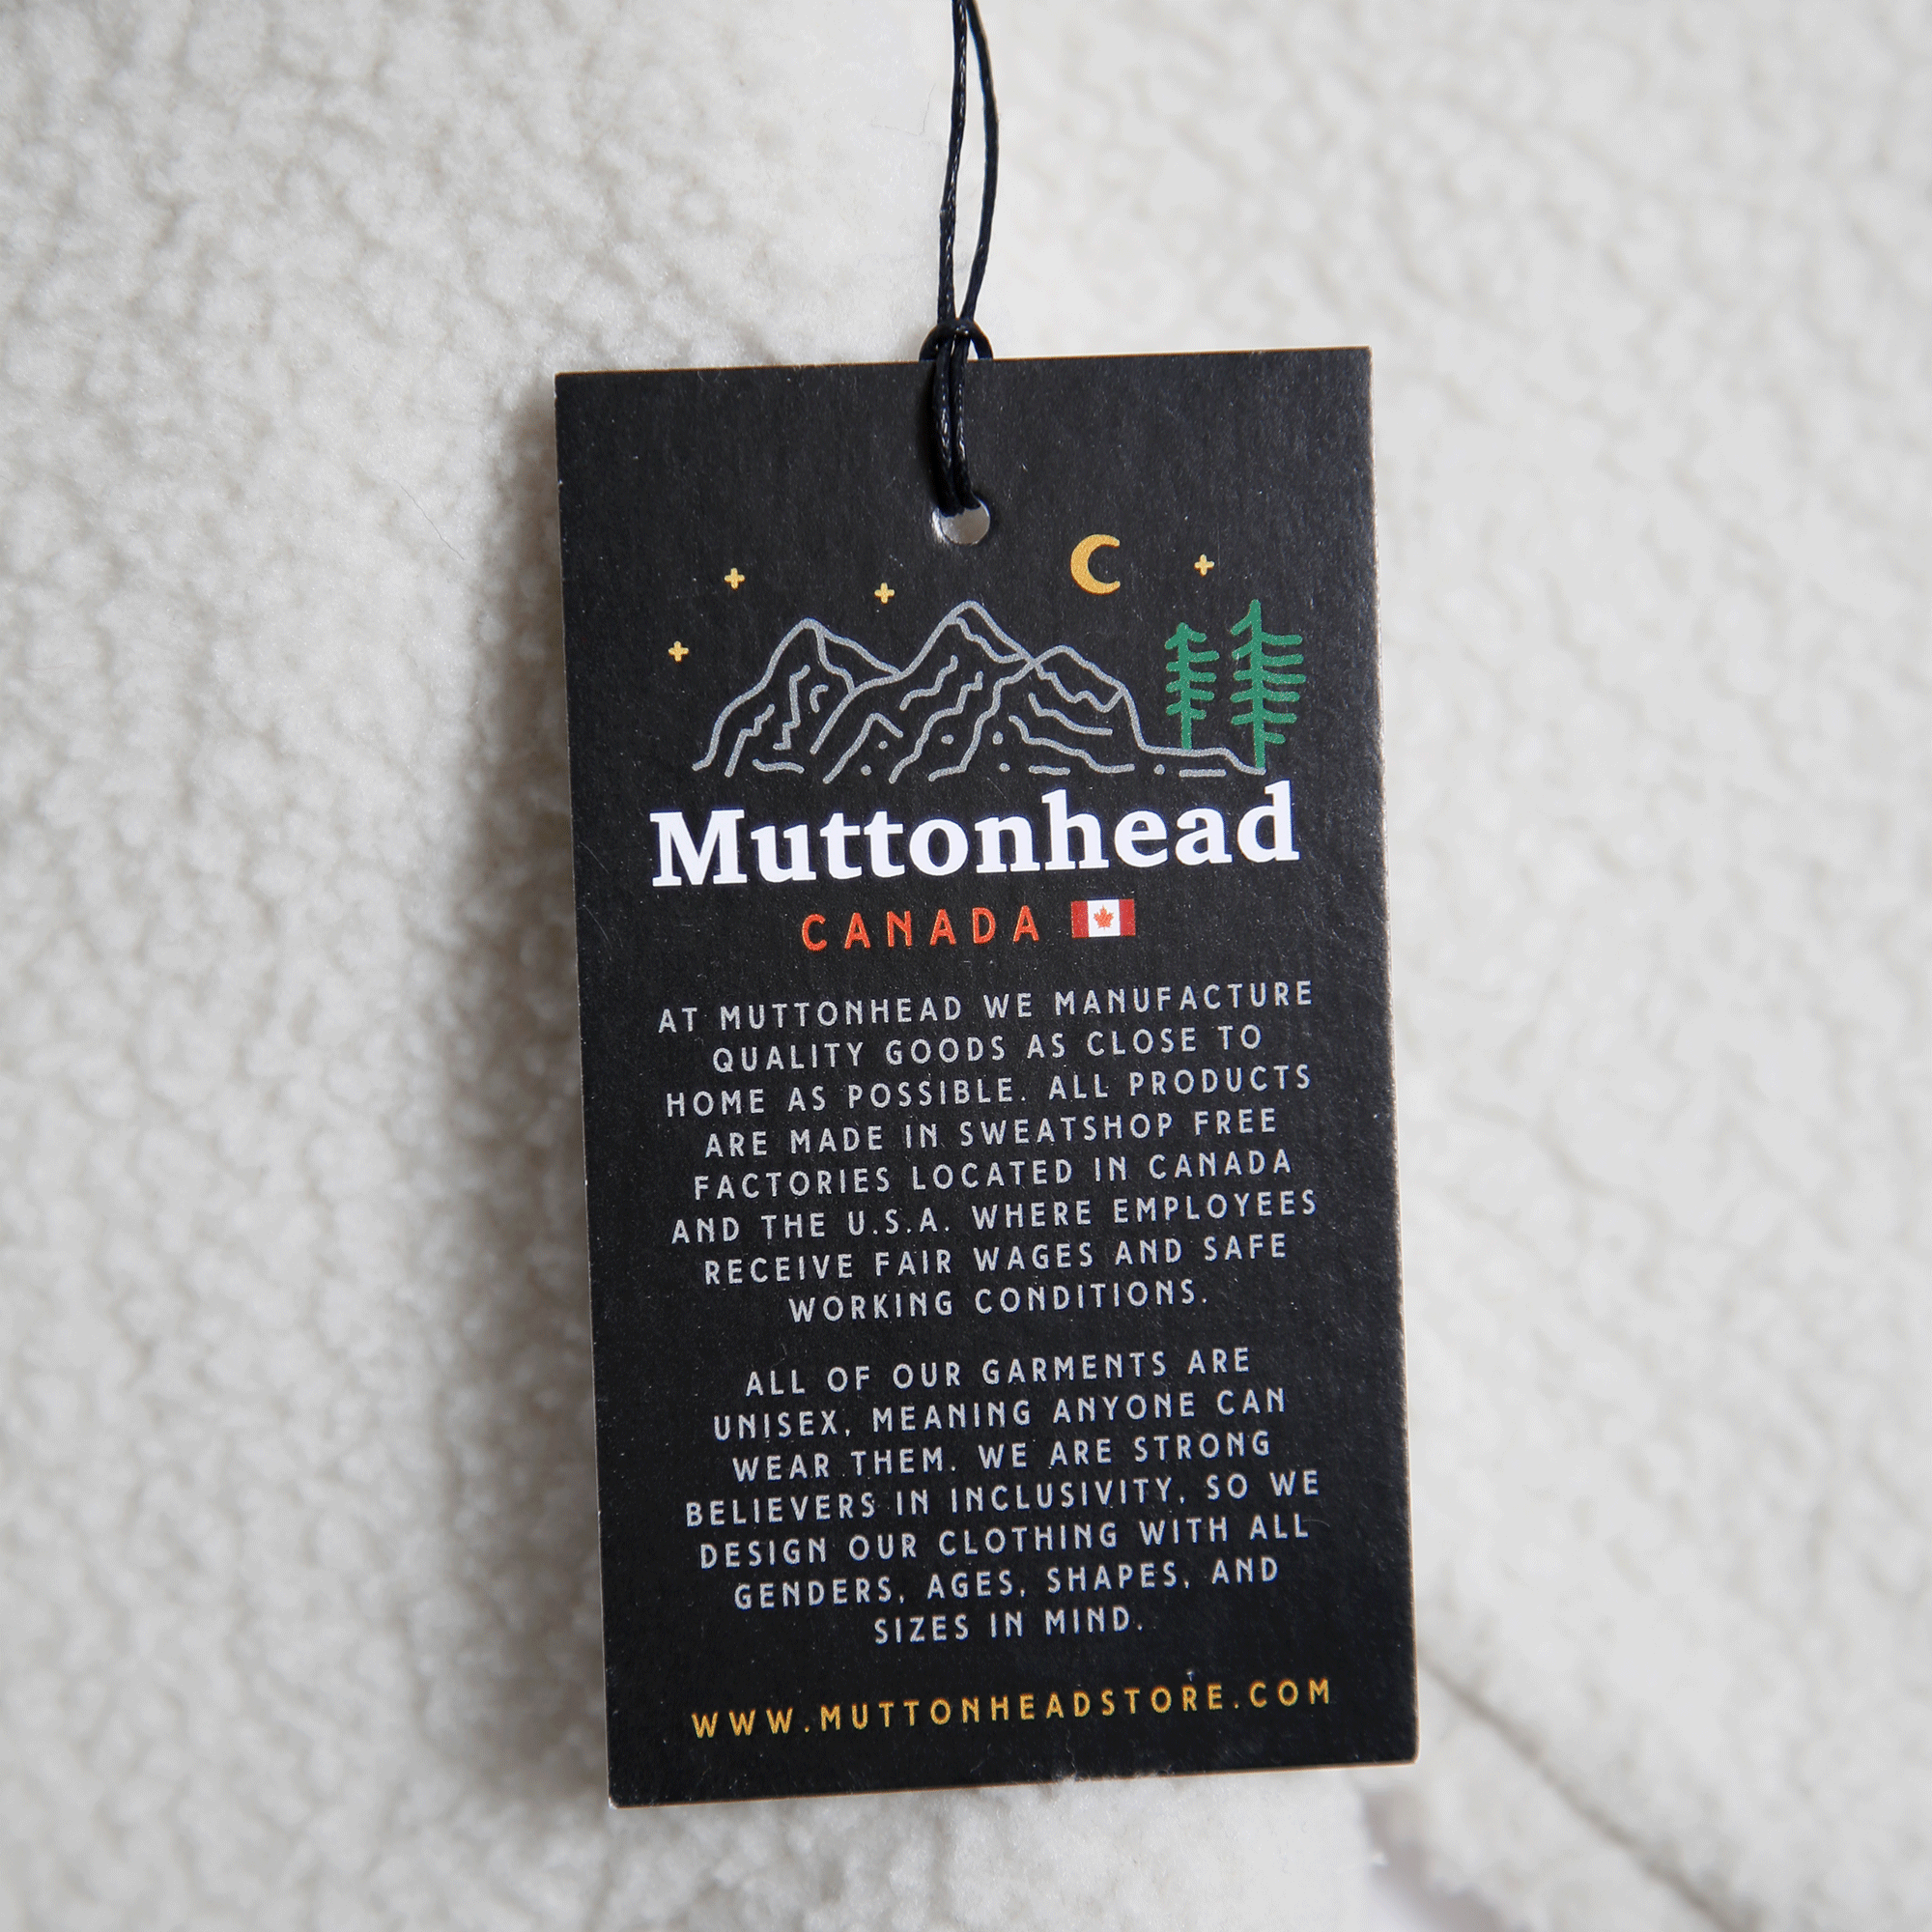 Muttonhead
CANADA
AT MUTTONHEAD WE MANUFACTURE
QUALITY GOODS AS CLOSE TO
HOME AS POSSIBLE. ALL PRODUCTS
ARE MADE IN SWEATSHOP FREE
FACTORIES LOCATED IN CANADA
AND THE U.S.A. WHERE EMPLOYEES
RECEIVE FAIR WAGES AND SAFE
WORKING CONDITIONS.
ALL OF OUR GARMENTS ARE
UNISEX, MEANING ANYONE CAN
WEAR THEM. WE ARE STRONG
BELIEVERS IN INCLUSIVITY, SO WE
DESIGN OUR CLOTHING WITH ALL
GENDERS, AGES, SHAPES, AND
SIZES IN MIND.
WWW.MUTTONHEADSTORE.COM